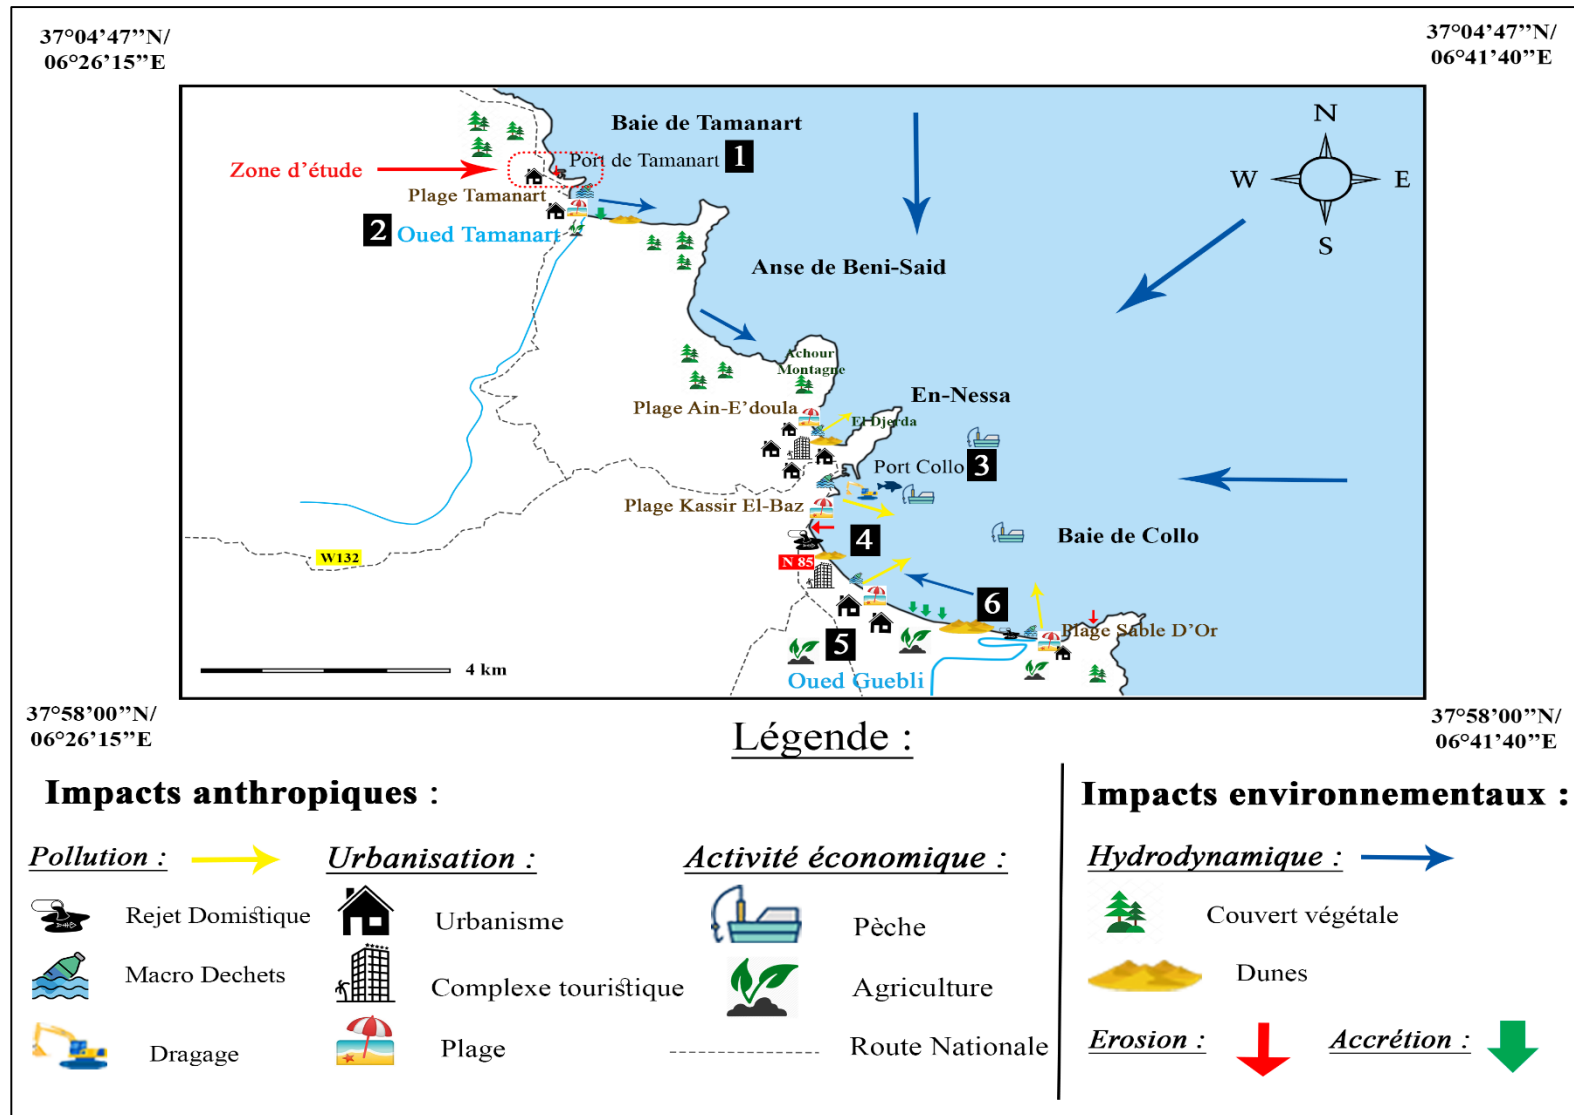 37°04'47’’N/
06°26'15’’E
37°04'47’’N/
06°41'40’’E
Baie de Tamanart
Port de Tamanart 1
Zone d'étude
Plage Tamanart
2 Oued Tamanart
Anse de Beni-Said
N
W E
S
Achour
Montagne
Plage Ain-E'doula
En-Nessa
El Djerda
Port Collo 3
Plage Kassir El-Baz
4
Baie de Collo
W132
N 85
6
5
Plage Sable D'Or
Oued Guebli
4 km
37°58'00’’N/
06°26'15’’E
37°58'00’’N/
06°41'40’’E
Légende :
Impacts anthropiques :
Pollution :
Rejet Domistique
Macro Dechets
Dragage
Urbanisation :
Urbanisme
Complexe touristique
Plage
Activité économique :
Pèche
Agriculture
Route Nationale
Impacts environnementaux :
Hydrodynamique :
Couvert végétale
Dunes
Erosion :
Accrétion :